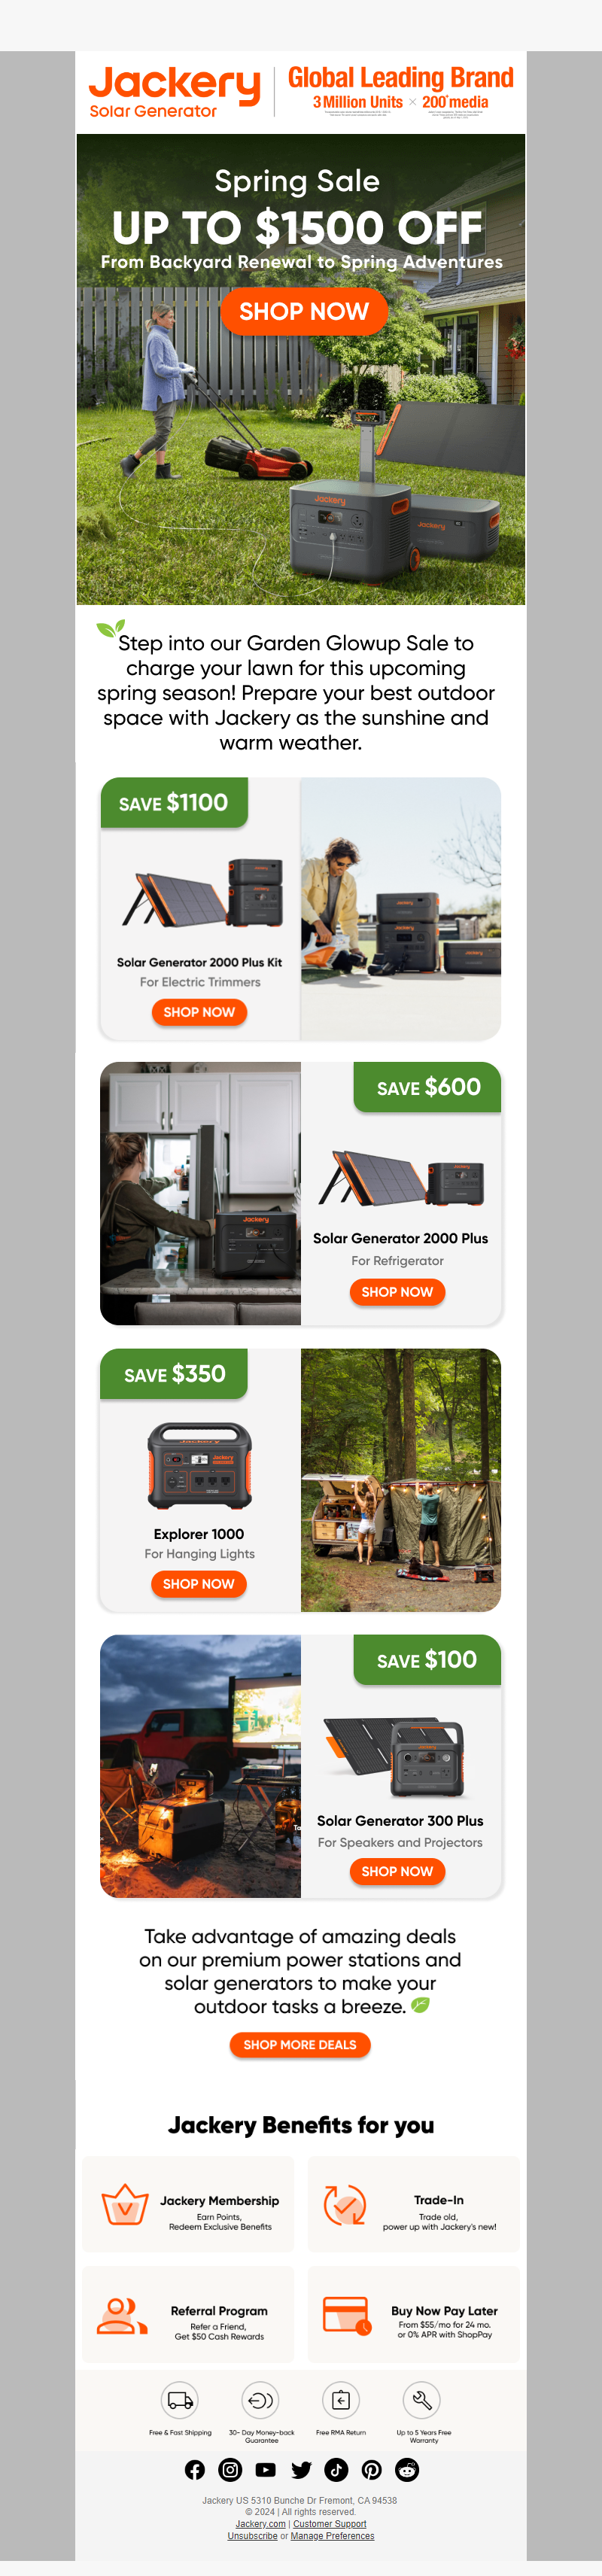 Jackery
Solar Generator
Global Leading Brand
3 Million Units × 200+media
Spring Sale
UP TO $1500 OFF
From Backyard Renewal to Spring Adventures
SHOP NOW
Jackery
Jackery
Step into our Garden Glowup Sale to
charge your lawn for this upcoming
spring season! Prepare your best outdoor
space with Jackery as the sunshine and
warm weather.
SAVE $1100
Solar Generator 2000 Plus Kit
For Electric Trimmers
SHOP NOW
Jackery
Jackery
Jackery
SAVE $600
Jackery
Solar Generator 2000 Plus
For Refrigerator
SHOP NOW
SAVE $350
Jackery
Jackery
Explorer 1000
For Hanging Lights
SHOP NOW
SAVE $100
Solar Generator 300 Plus
For Speakers and Projectors
SHOP NOW
Take advantage of amazing deals
on our premium power stations and
solar generators to make your
outdoor tasks a breeze.
SHOP MORE DEALS
Jackery Benefits for you
Jackery Membership
Earn Points,
Redeem Exclusive Benefits
Trade-In
Trade old,
power up with Jackery's new!
Referral Program
Refer a Friend,
Get $50 Cash Rewards
Buy Now Pay Later
From $55/mo for 24 mo.
or 0% APR with ShopPay
Free & Fast Shipping
30- Day Money-back
Guarantee
Free RMA Return
Up to 5 Years Free
Warranty
Jackery US 5310 Bunche Dr Fremont, CA 94538
© 2024 | All rights reserved.
Jackery.com | Customer Support
Unsubscribe or Manage Preferences